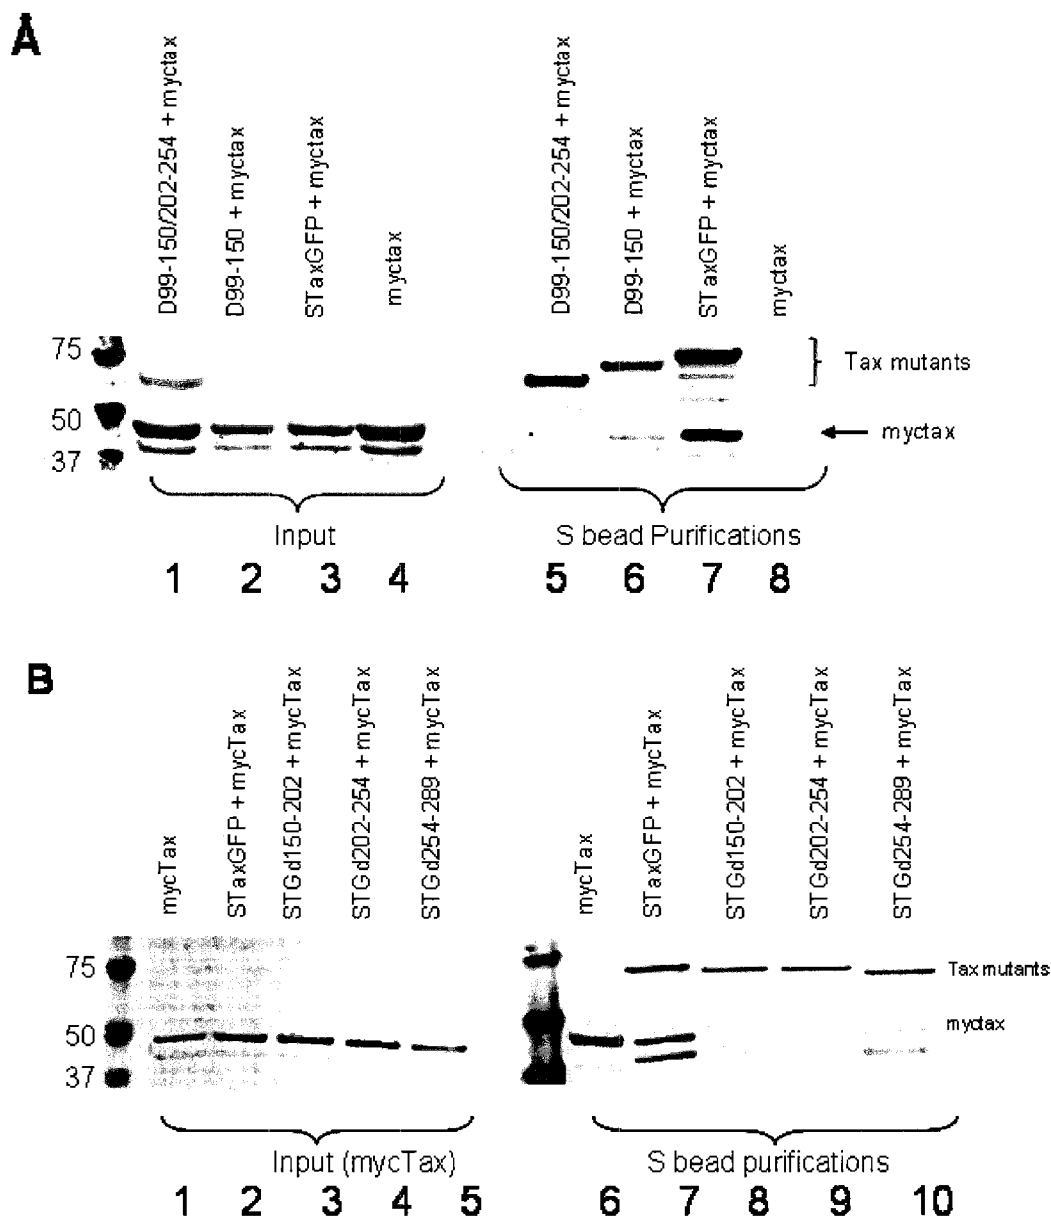 A
D99-150/202-254 + myctax
D99-150 + myctax
STaxGFP + myctax
myctax
D99-150/202-254 + myctax
D99-150 + myctax
STaxGFP + myctax
myctax
75
50
37
Tax mutants
myctax
Input
S bead Purifications
1 2 3 4 5 6 7 8
B
mycTax
STaxGFP + mycTax
STGd150-202 + mycTax
STGd202-254 + mycTax
STGd254-289 + mycTax
mycTax
STaxGFP + mycTax
STGd150-202 + mycTax
STGd202-254 + mycTax
STGd254-289 + mycTax
75
50
37
Tax mutants
myctax
Input (mycTax)
S bead purifications
1 2 3 4 5 6 7 8 9 10